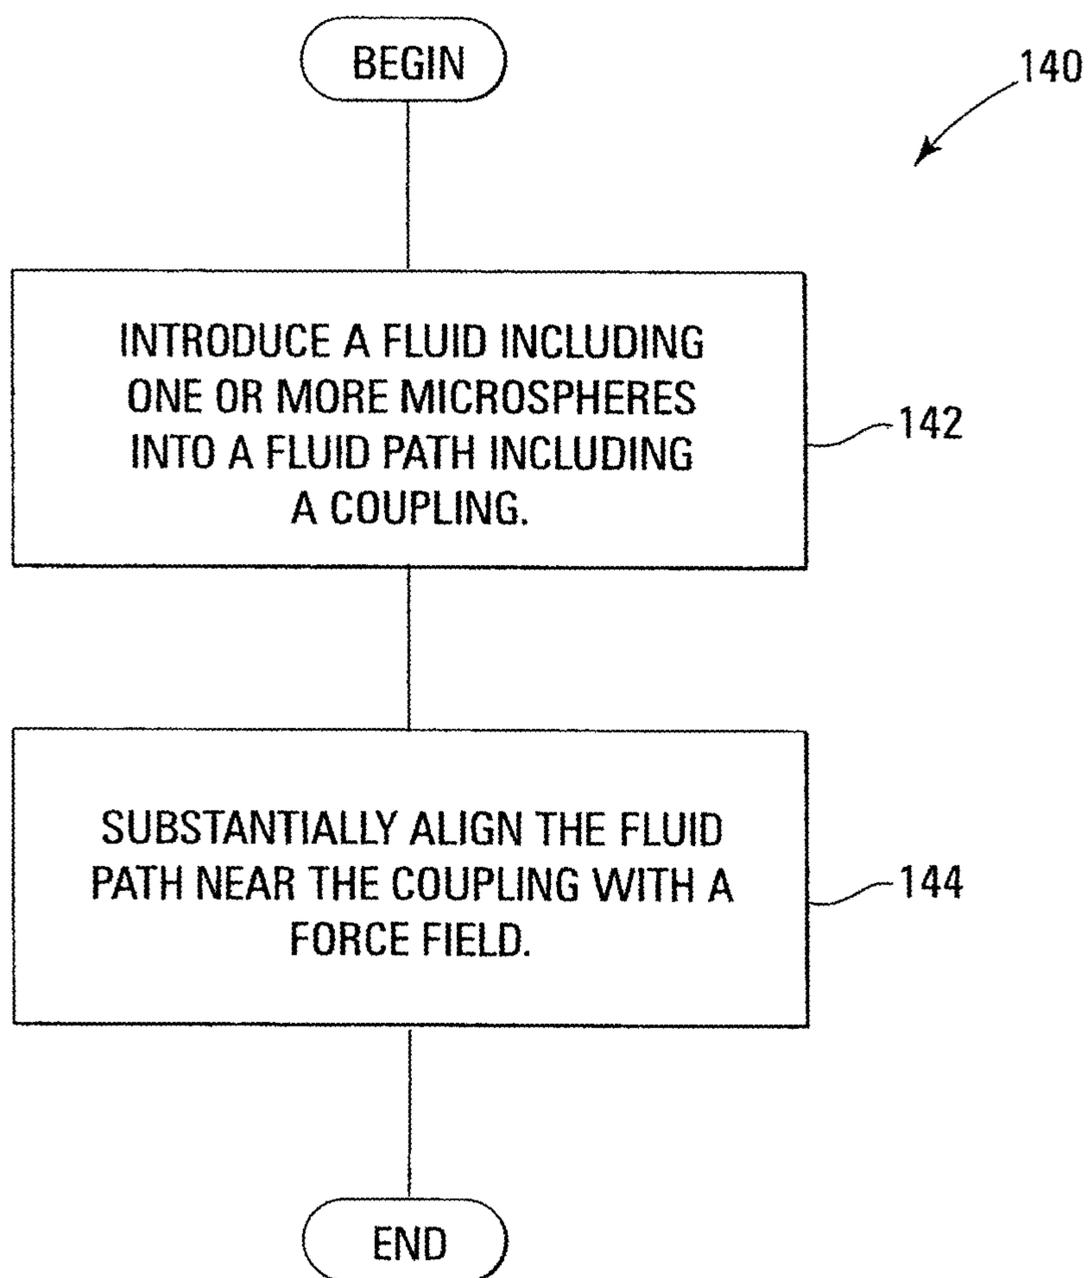 BEGIN
140
INTRODUCE A FLUID INCLUDING
ONE OR MORE MICROSPHERES
INTO A FLUID PATH INCLUDING
A COUPLING.
142
SUBSTANTIALLY ALIGN THE FLUID
PATH NEAR THE COUPLING WITH A
FORCE FIELD.
144
END